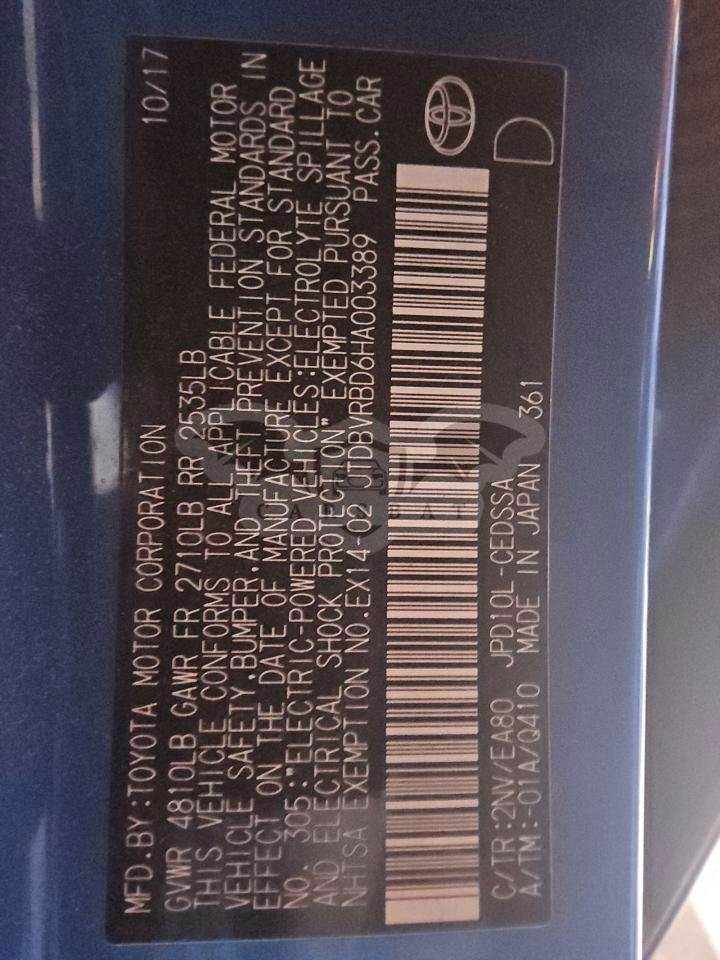 MFD.BY:TOYOTA MOTOR CORPORATION 10/17
GVWR 4810LB GAWR FR 2710LB RR 2535LB
THIS VEHICLE CONFORMS TO ALL APPLICABLE FEDERAL MOTOR
VEHICLE SAFETY,BUMPER,AND THEFT PREVENTION STANDARDS IN
EFFECT ON THE DATE OF MANUFACTURE EXCEPT FOR STANDARD
NO. 305:"ELECTRIC-POWERED VEHICLES:ELECTROLYTE SPILLAGE
AND ELECTRICAL SHOCK PROTECTION" EXEMPTED PURSUANT TO
NHTSA EXEMPTION NO.EX14-02 JTDBVRBD6HA003389 PASS.CAR
C/TR:2NV/EA80 JPD10L-CEDSSA
A/TM:-01A/Q410 MADE IN JAPAN 361
D